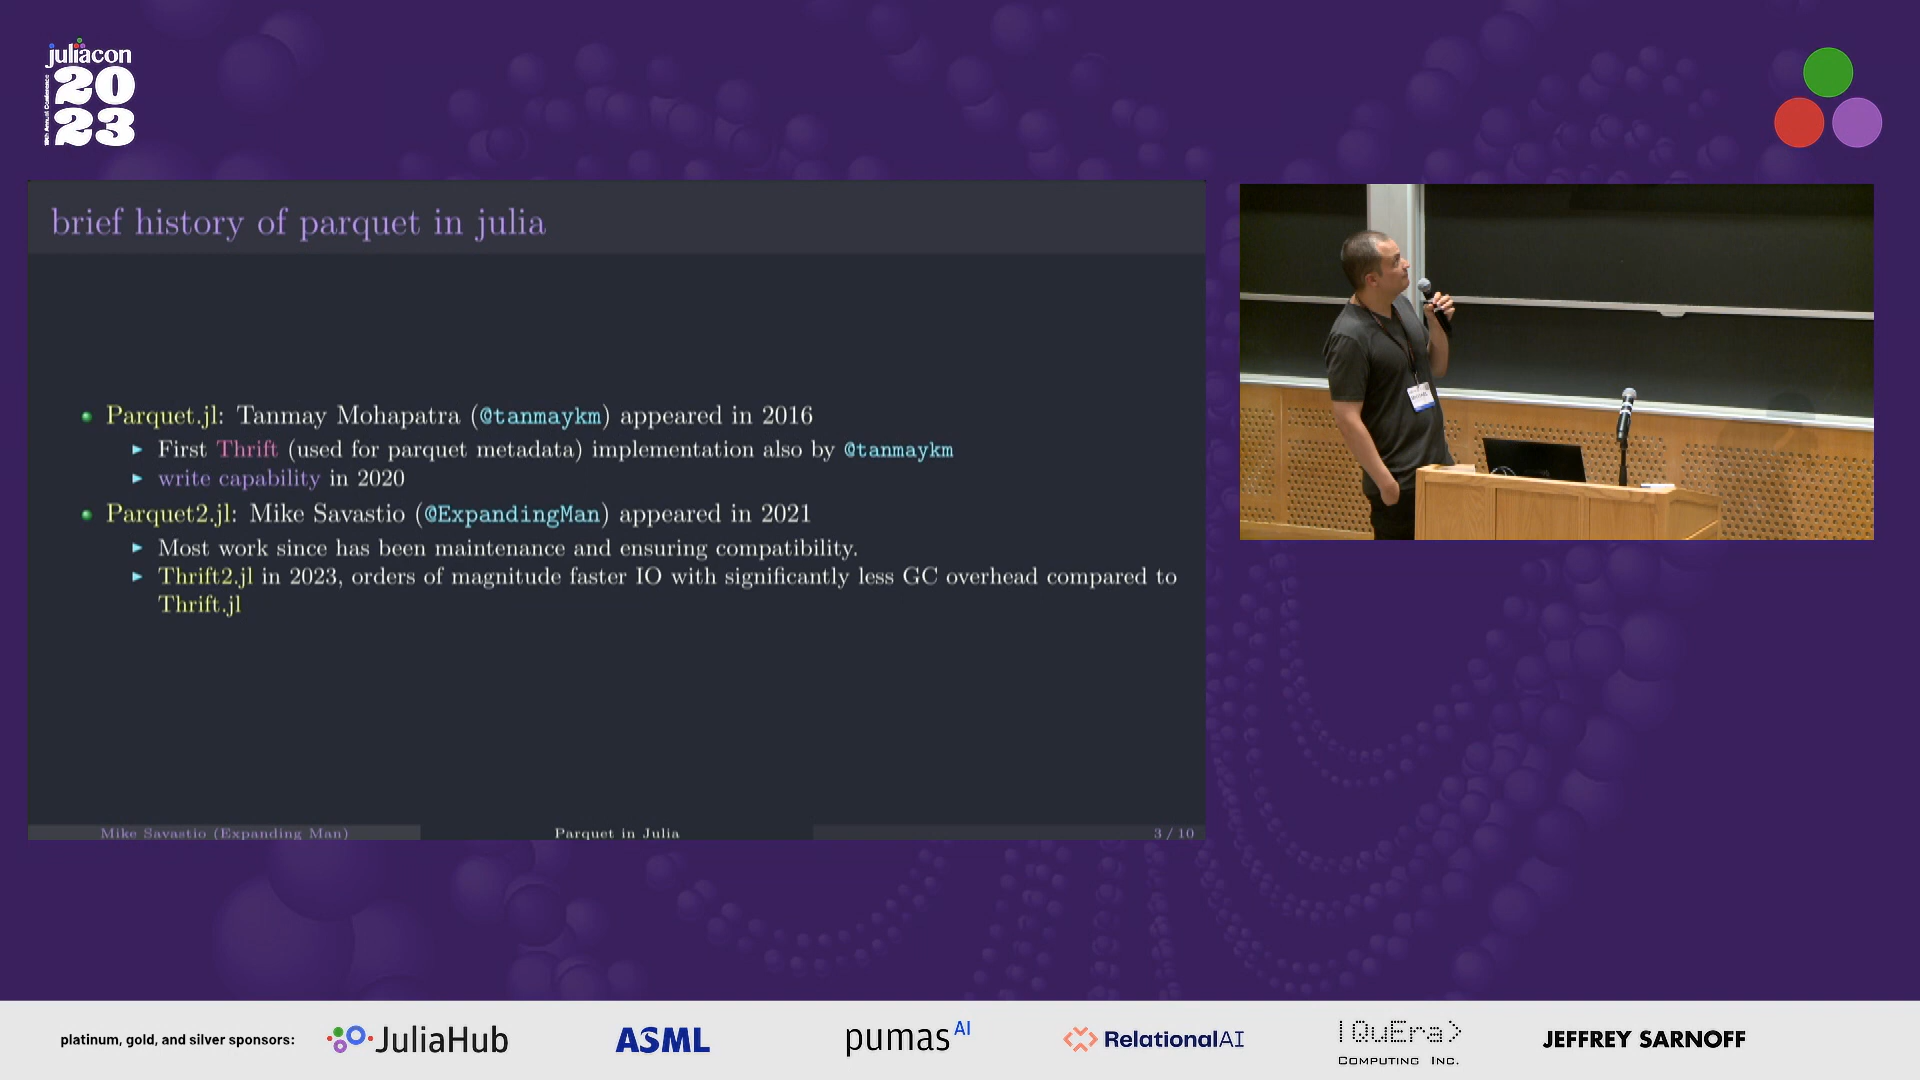 juliacon
20
23
brief history of parquet in julia
Parquet.jl: Tanmay Mohapatra (@tanmaykm) appeared in 2016
First Thrift (used for parquet metadata) implementation also by @tanmaykm
write capability in 2020
Parquet2.jl: Mike Savastio (@ExpandingMan) appeared in 2021
Most work since has been maintenance and ensuring compatibility.
Thrift2.jl in 2023, orders of magnitude faster IO with significantly less GC overhead compared to
Thrift.jl
Mike Savastio (Expanding Man)
Parquet in Julia
3 / 10
platinum, gold, and silver sponsors:
JuliaHub
ASML
pumasAI
RelationalAI
|QuEra>
COMPUTING INC.
JEFFREY SARNOFF